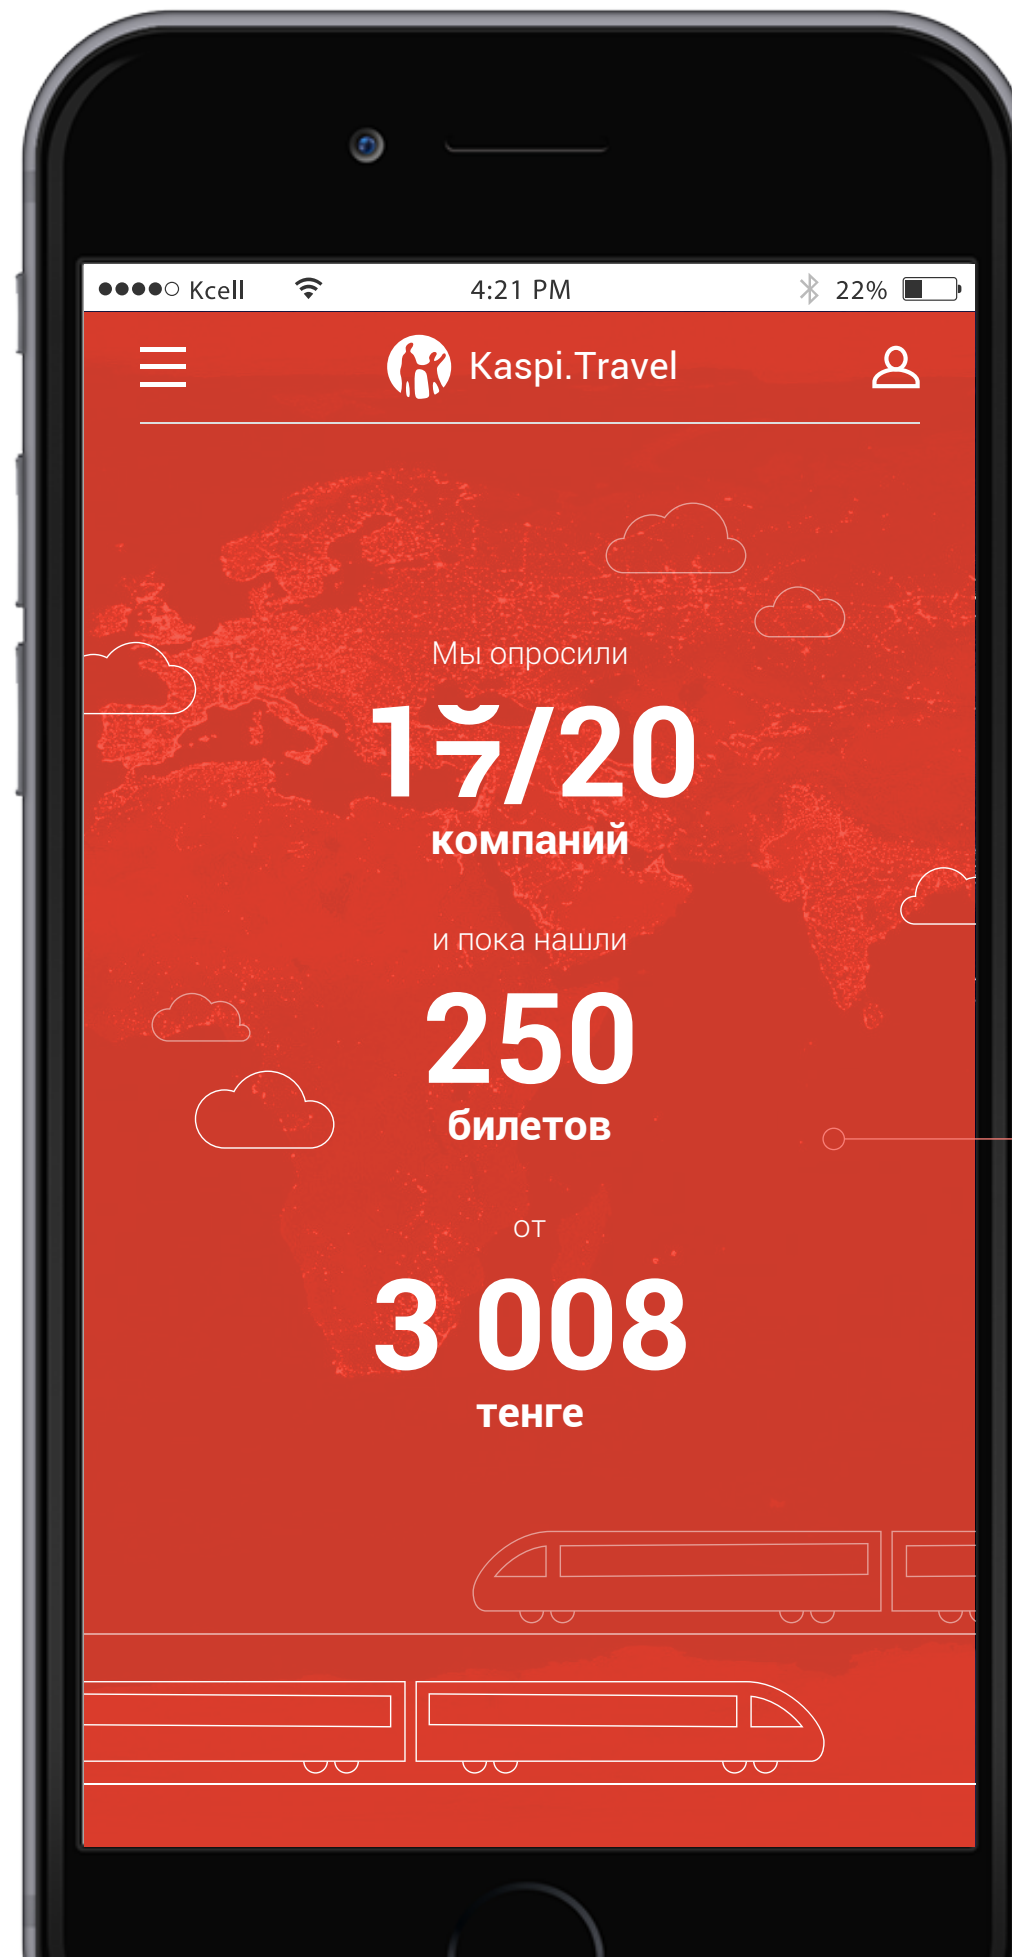 Kcell 4:21 PM 22%
Kaspi.Travel
Мы опросили
/20
компаний
и пока нашли
250
билетов
от
3 008
тенге